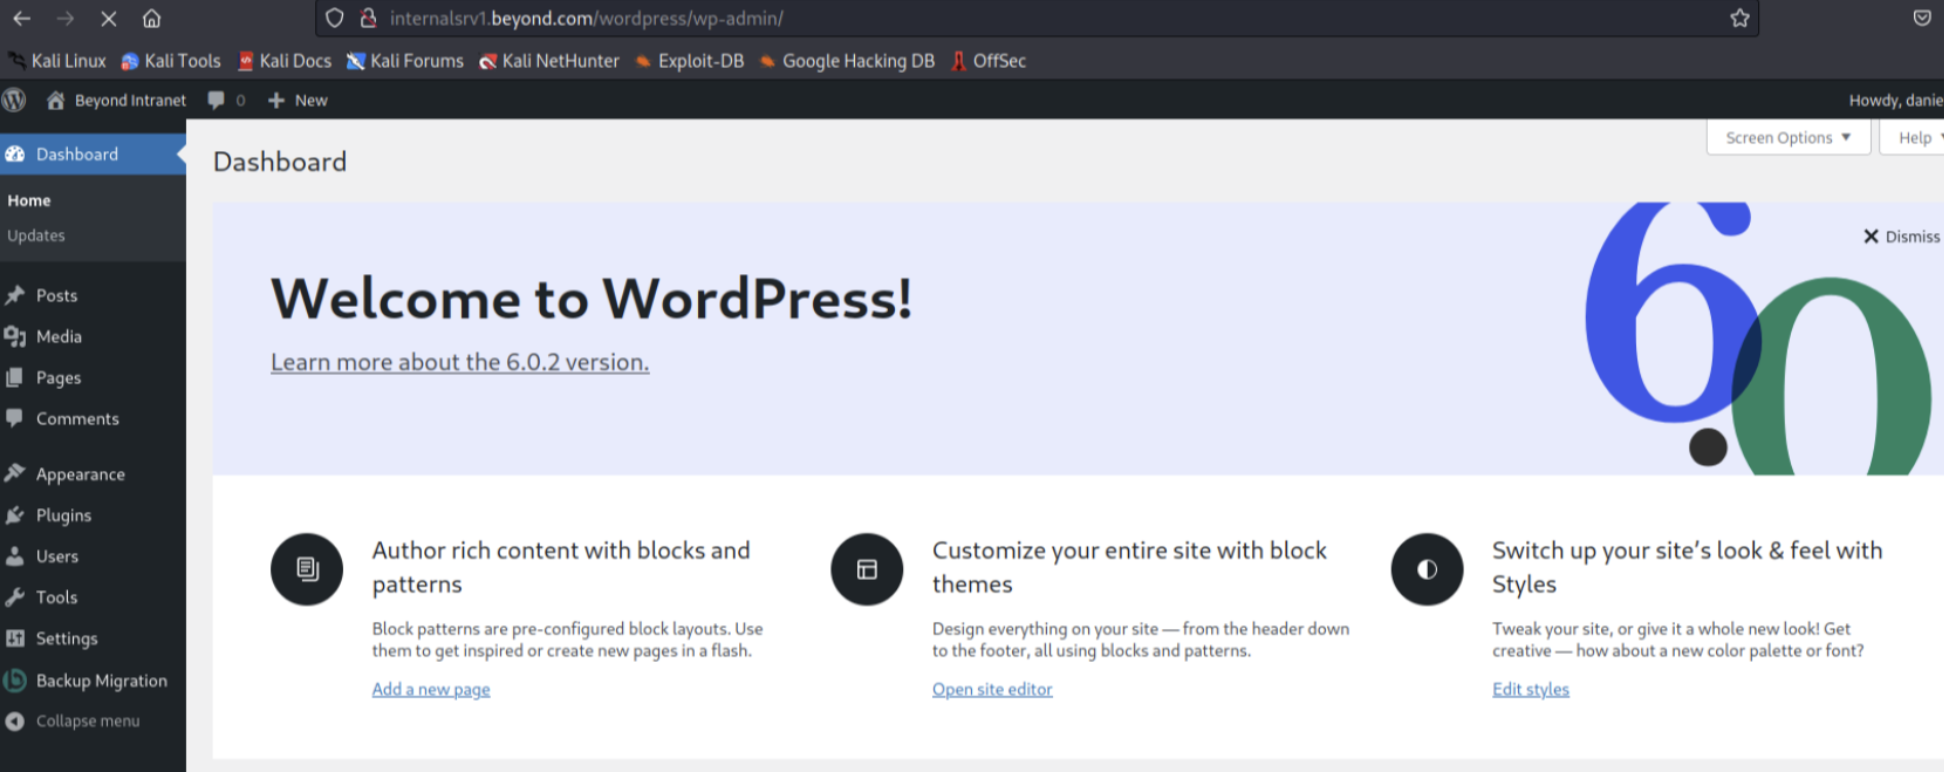 internalsrv1.beyond.com/wordpress/wp-admin/
Kali Linux Kali Tools Kali Docs Kali Forums Kali NetHunter Exploit-DB Google Hacking DB OffSec
Beyond Intranet 0 New Howdy, danie
Screen Options Help
Dashboard
Home
Updates
Posts
Media
Pages
Comments
Appearance
Plugins
Users
Tools
Settings
Backup Migration
Collapse menu
Dashboard
Dismiss
Welcome to WordPress!
Learn more about the 6.0.2 version.
6.0
Author rich content with blocks and
patterns
Block patterns are pre-configured block layouts. Use
them to get inspired or create new pages in a flash.
Add a new page
Customize your entire site with block
themes
Design everything on your site — from the header down
to the footer, all using blocks and patterns.
Open site editor
Switch up your site's look & feel with
Styles
Tweak your site, or give it a whole new look! Get
creative — how about a new color palette or font?
Edit styles